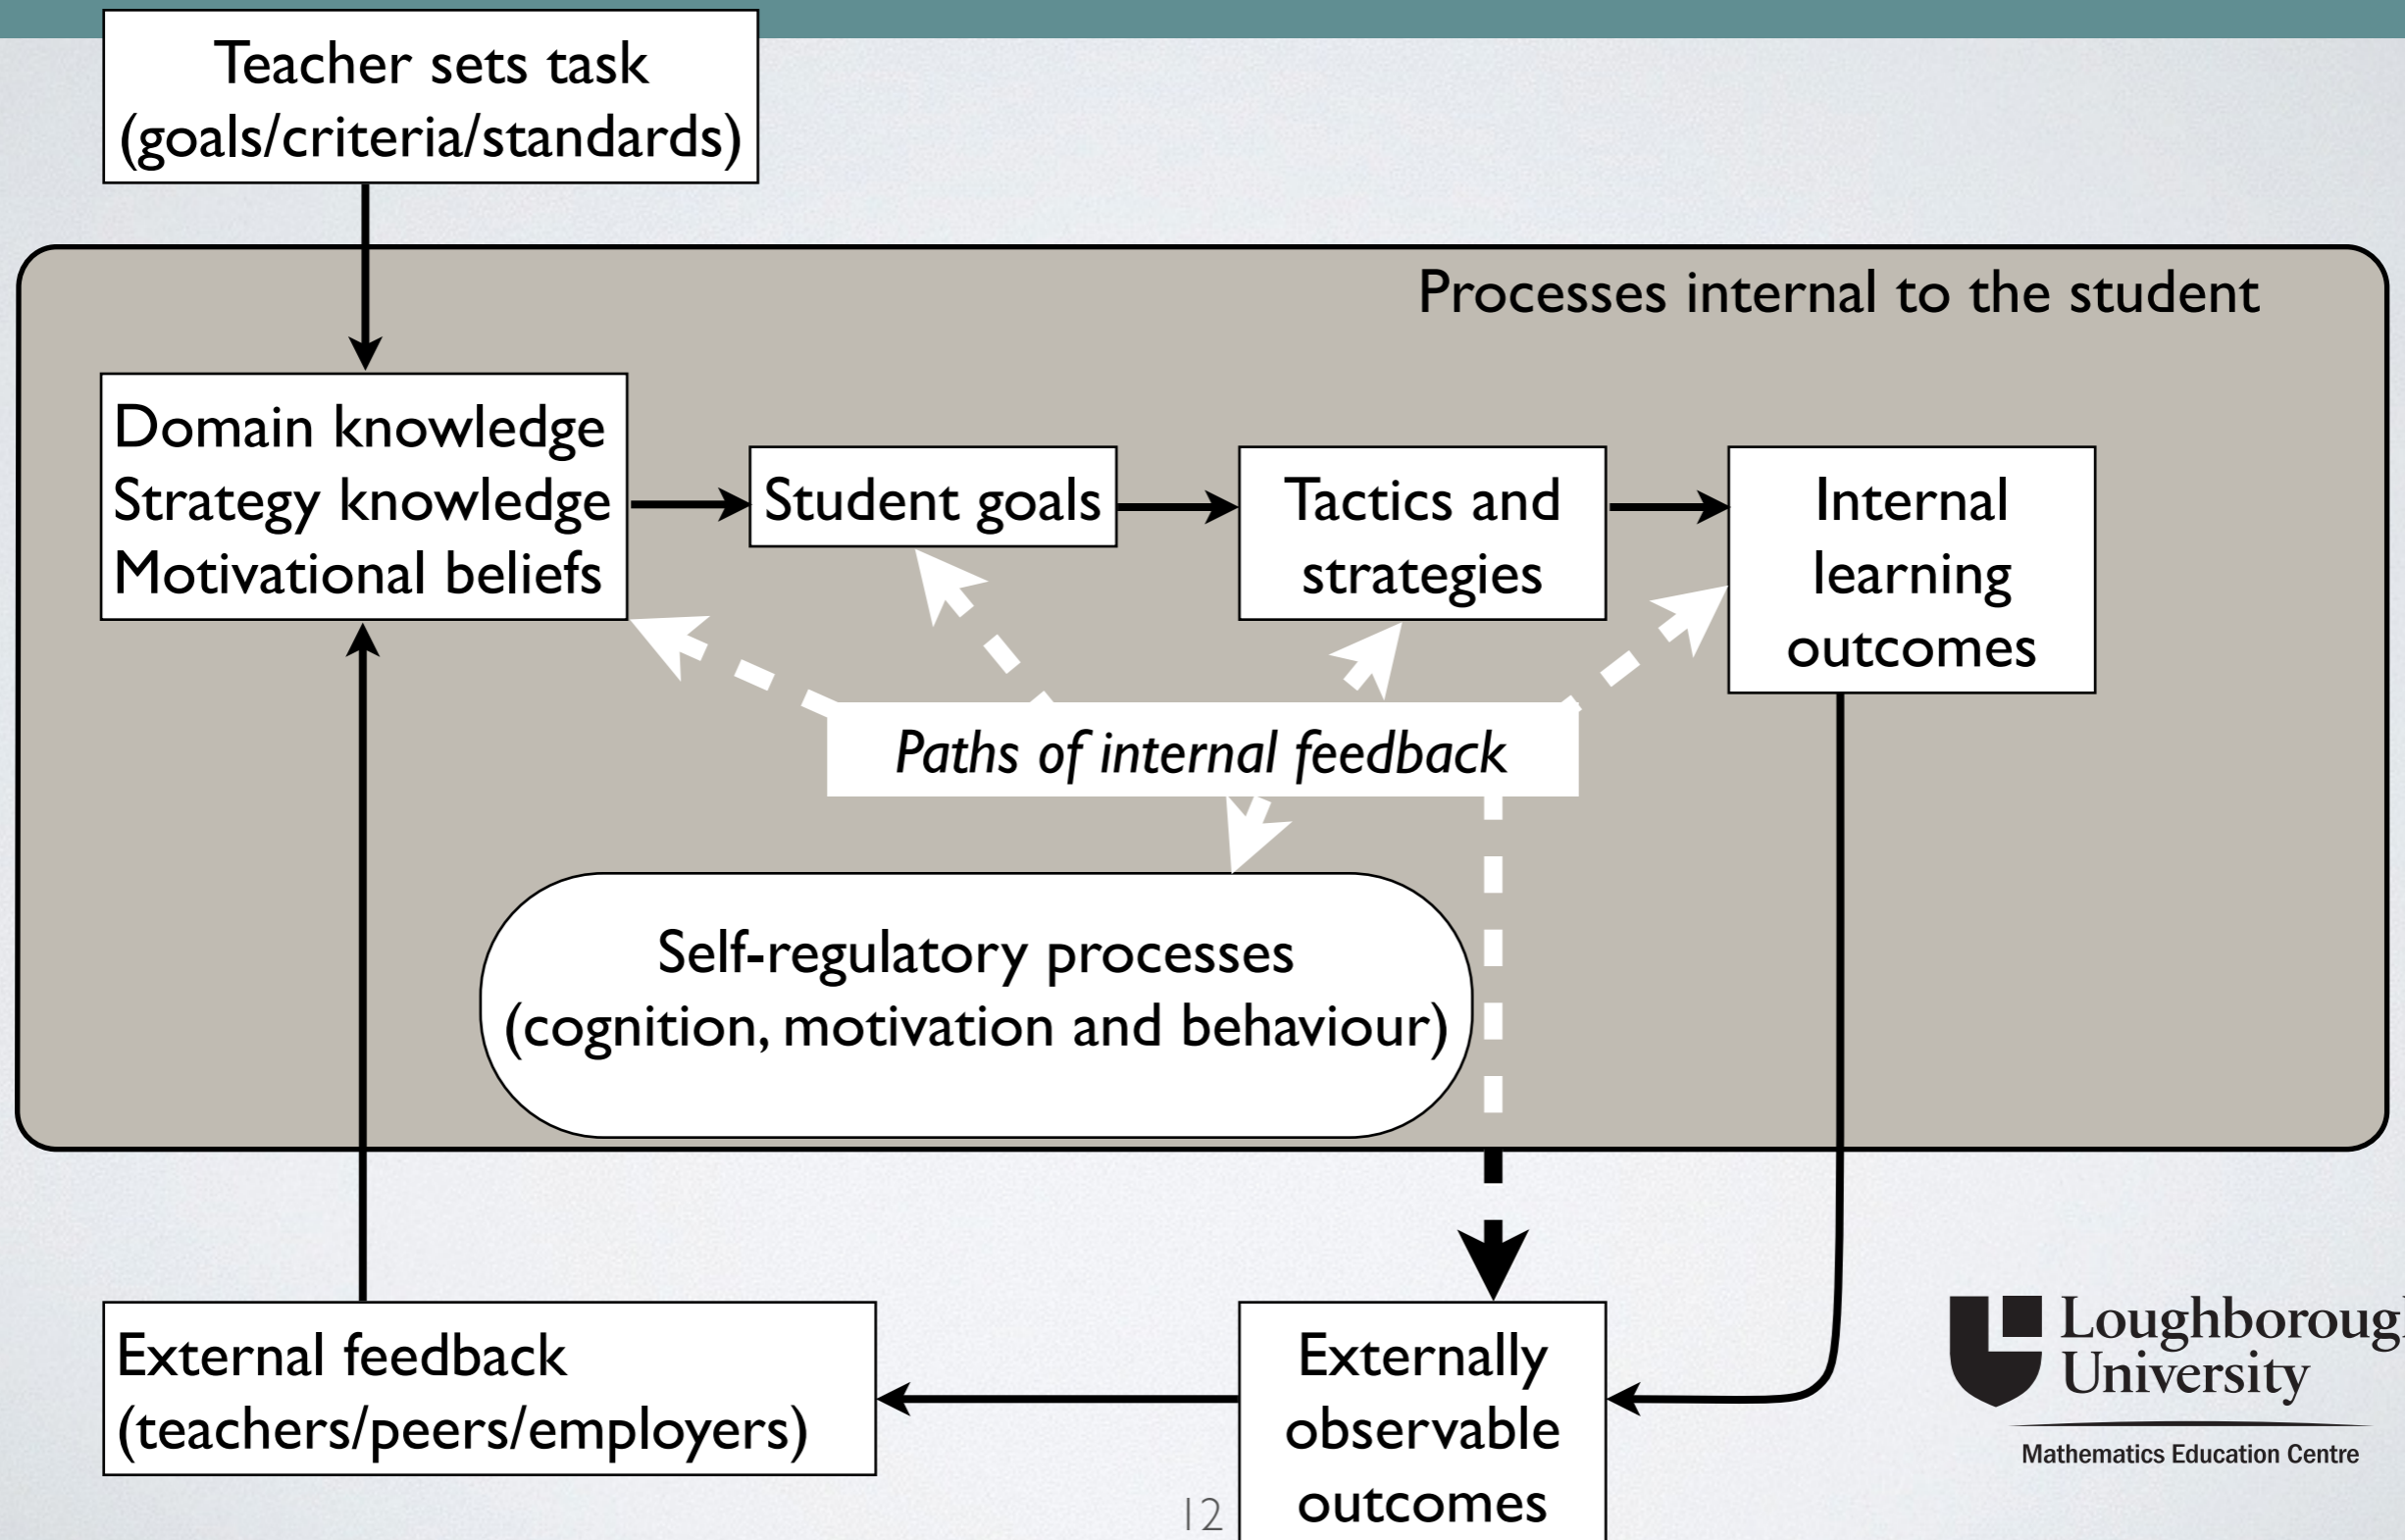 Teacher sets task
(goals/criteria/standards)
Processes internal to the student
Domain knowledge
Strategy knowledge
Motivational beliefs
Student goals
Tactics and
strategies
Internal
learning
outcomes
Paths of internal feedback
Self-regulatory processes
(cognition, motivation and behaviour)
External feedback
(teachers/peers/employers)
Externally
observable
outcomes
Loughboroug
University
Mathematics Education Centre
12